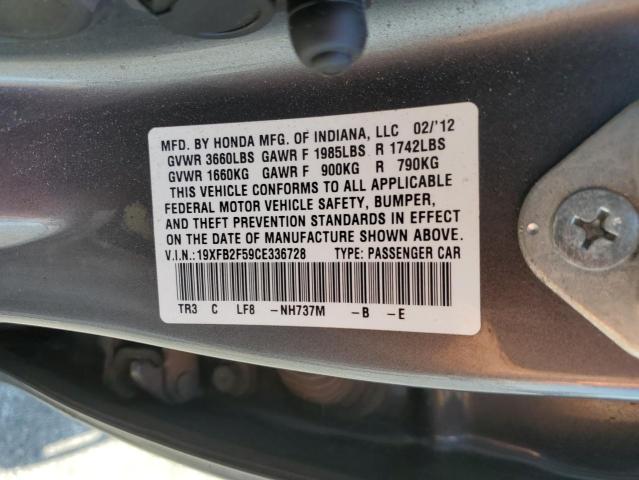 MFD. BY HONDA MFG. OF INDIANA, LLC 02/'12
GVWR 3660LBS GAWR F 1985LBS R 1742LBS
GVWR 1660KG GAWR F 900KG R 790KG
THIS VEHICLE CONFORMS TO ALL APPLICABLE
FEDERAL MOTOR VEHICLE SAFETY, BUMPER,
AND THEFT PREVENTION STANDARDS IN EFFECT
ON THE DATE OF MANUFACTURE SHOWN ABOVE.
V.I.N.:19XFB2F59CE336728 TYPE: PASSENGER CAR
TR3 C LF8 -NH737M -B -E